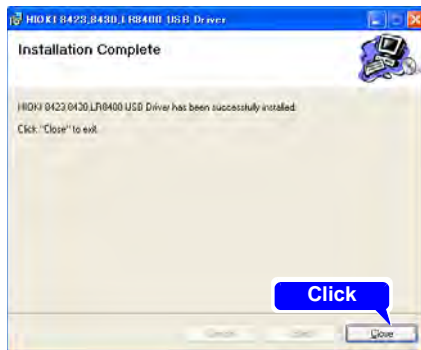 HIOKI 8423,8430,LR8400 USB Driver
Installation Complete
HIOKI 8423,8430,LR8400 USB Driver has been successfully installed.
Click "Close" to exit.
Click
Cancel
Close